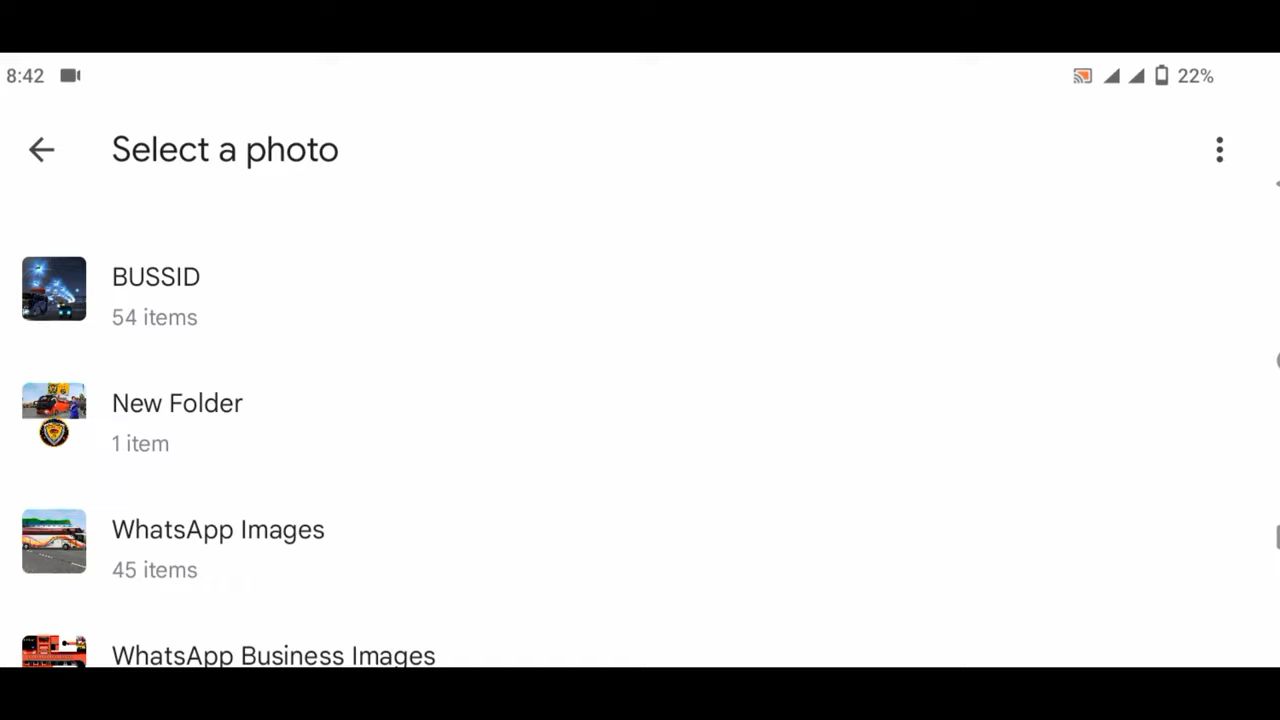 8:42
22%
Select a photo
BUSSID
54 items
New Folder
1 item
WhatsApp Images
45 items
WhatsApp Business Images